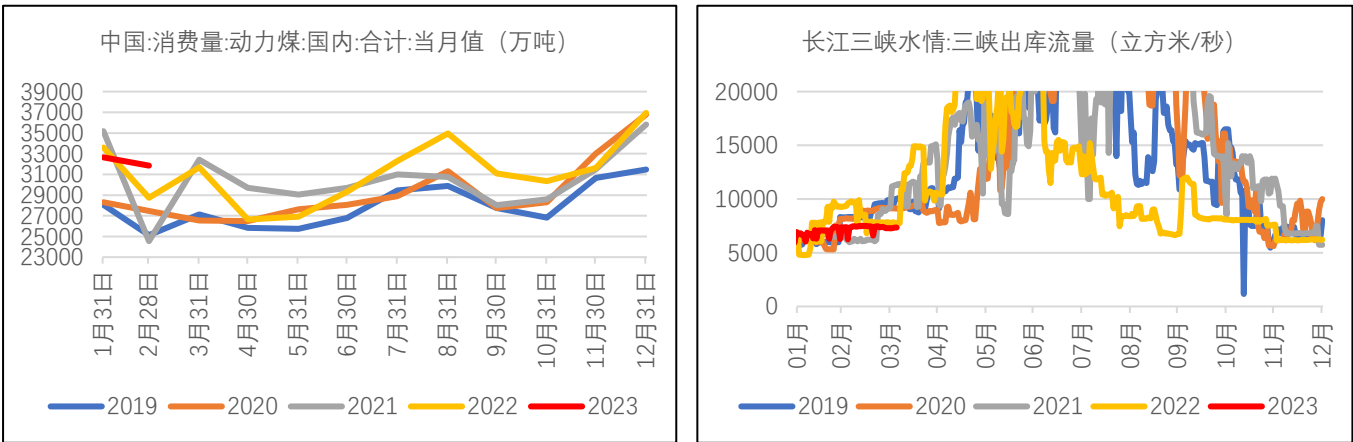 中国:消费量:动力煤:国内:合计:当月值（万吨）
39000
37000
35000
33000
31000
29000
27000
25000
23000
1月31日
2月28日
3月31日
4月30日
5月31日
6月30日
7月31日
8月31日
9月30日
10月31日
11月30日
12月31日
2019 2020 2021 2022 2023
长江三峡水情:三峡出库流量（立方米/秒）
20000
15000
10000
5000
0
01月
02月
03月
04月
05月
06月
07月
08月
09月
10月
11月
12月
2019 2020 2021 2022 2023